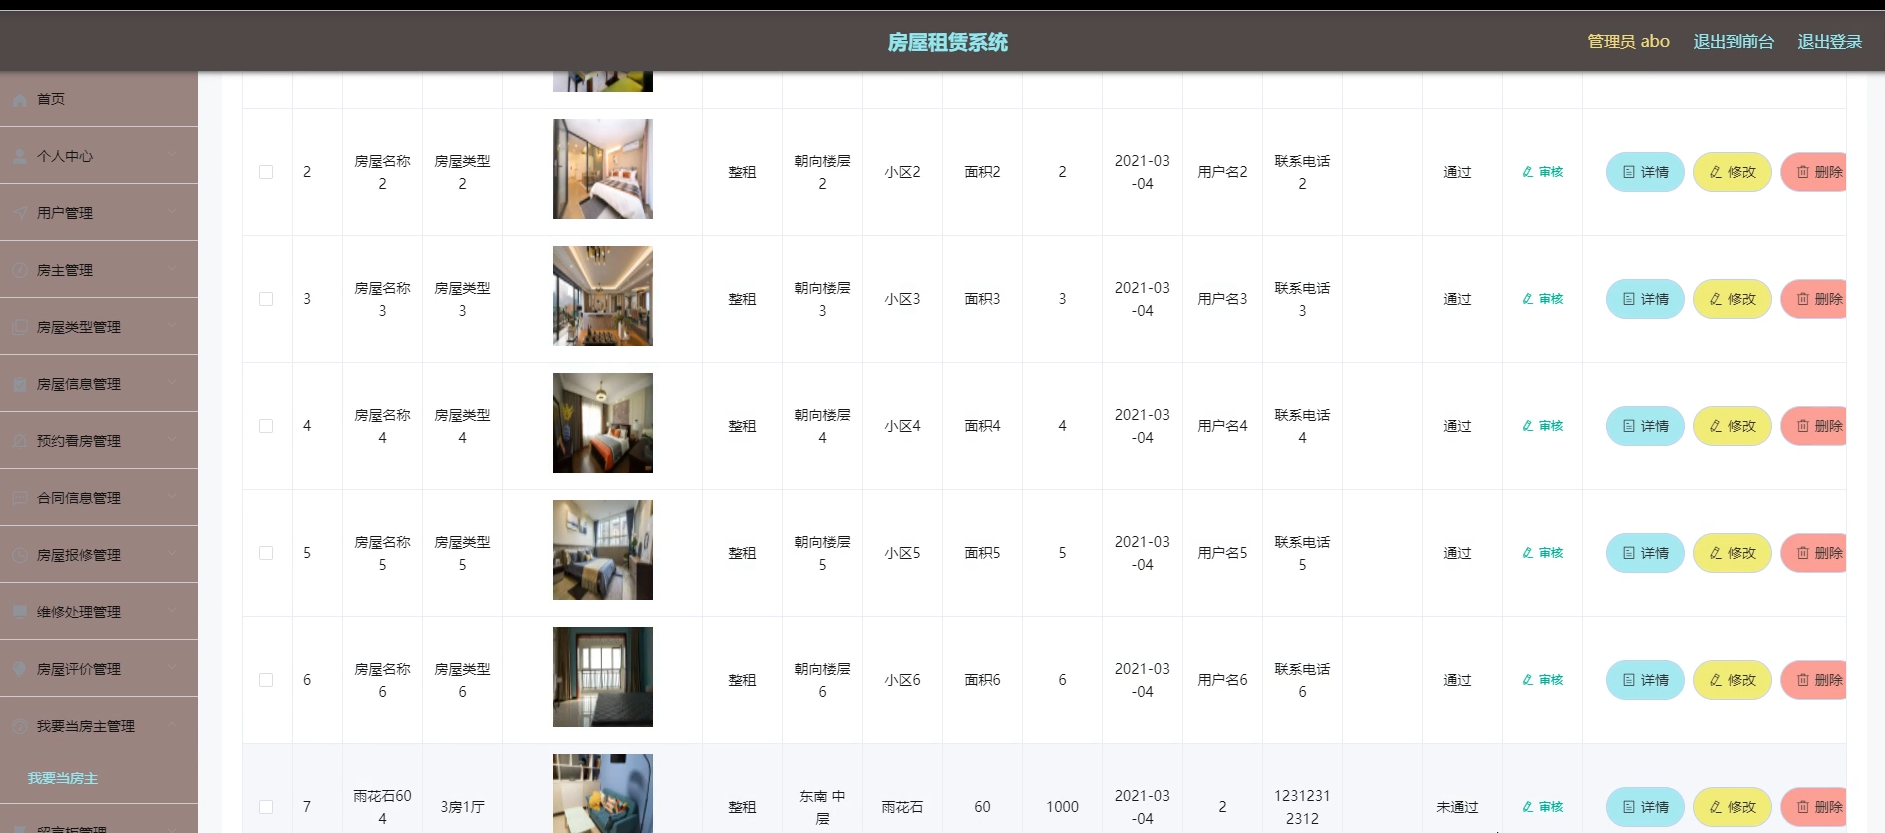 房屋租赁系统
管理员 abo 退出到前台 退出登录
首页
个人中心
用户管理
房主管理
房屋类型管理
房屋信息管理
预约看房管理
合同信息管理
房屋报修管理
维修处理管理
房屋评价管理
我要当房主管理
我要当房主
留言板管理
2 房屋名称 房屋类型 整租 朝向楼层 小区2 面积2 2 2021-03 用户名2 联系电话 通过 审核 详情 修改 删除
2 2 2 -04 2
3 房屋名称 房屋类型 整租 朝向楼层 小区3 面积3 3 2021-03 用户名3 联系电话 通过 审核 详情 修改 删除
3 3 3 -04 3
4 房屋名称 房屋类型 整租 朝向楼层 小区4 面积4 4 2021-03 用户名4 联系电话 通过 审核 详情 修改 删除
4 4 4 -04 4
5 房屋名称 房屋类型 整租 朝向楼层 小区5 面积5 5 2021-03 用户名5 联系电话 通过 审核 详情 修改 删除
5 5 5 -04 5
6 房屋名称 房屋类型 整租 朝向楼层 小区6 面积6 6 2021-03 用户名6 联系电话 通过 审核 详情 修改 删除
6 6 6 -04 6
7 雨花石60 3房1厅 整租 东南 中 雨花石 60 1000 2021-03 2 1231231 未通过 审核 详情 修改 删除
4 层 -04 2312